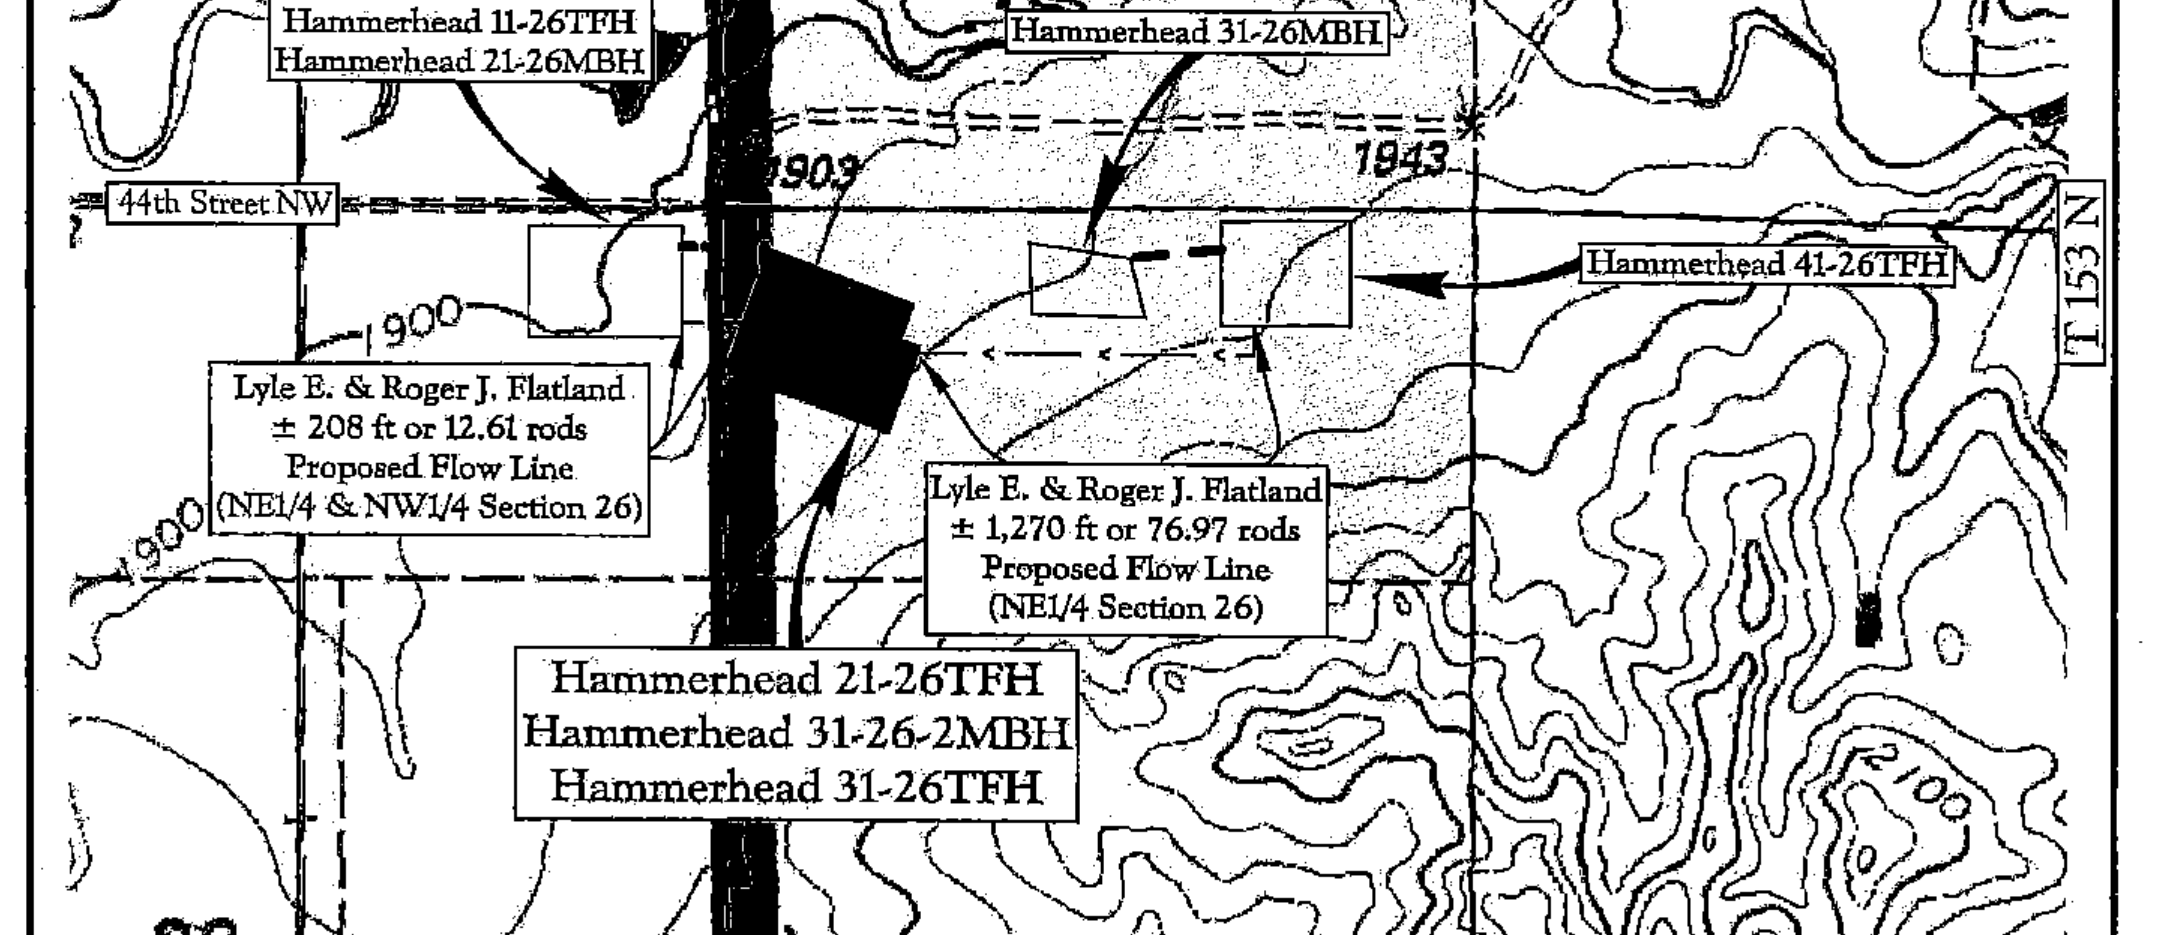 Hammerhead 11-26TFH
Hammerhead 21-26MBH
Hammerhead 31-26MBH
1903
1943
44th Street NW
T 153 N
Hammerhead 41-26TFH
1900
Lyle E. & Roger J. Flatland
± 208 ft or 12.61 rods
Proposed Flow Line
(NE1/4 & NW1/4 Section 26)
Lyle E. & Roger J. Flatland
± 1,270 ft or 76.97 rods
Proposed Flow Line
(NE1/4 Section 26)
1900
Hammerhead 21-26TFH
Hammerhead 31-26-2MBH
Hammerhead 31-26TFH
2100